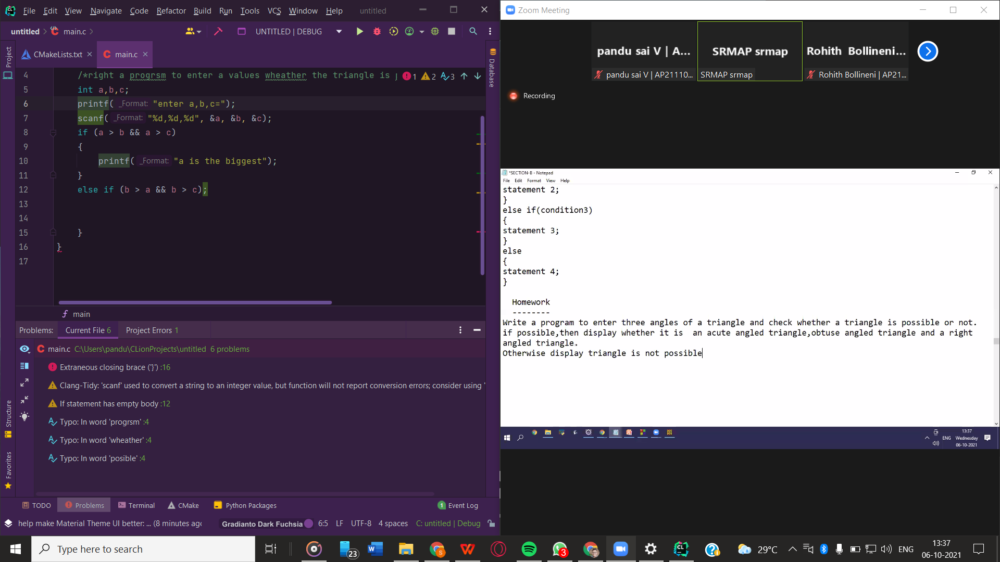 File Edit View Navigate Code Refactor Build Run Tools VCS Window Help untitled
untitled main.c UNTITLED | DEBUG
CMakeLists.txt main.c
Project
Database
4 /*right a progrsm to enter a values wheather the triangle is 1 2 3
5 int a,b,c;
6 printf( _Format: "enter a,b,c=");
7 scanf( _Format: "%d,%d,%d", &a, &b, &c);
8 if (a > b && a > c)
9 {
10 printf( _Format: "a is the biggest");
11 }
12 else if (b > a && b > c);
13
14
15 }
16 }
17
f main
Problems: Current File 6 Project Errors 1
main.c C:\Users\pandu\CLionProjects\untitled 6 problems
Extraneous closing brace ('}') :16
Clang-Tidy: 'scanf' used to convert a string to an integer value, but function will not report conversion errors; consider using '
If statement has empty body :12
Typo: In word 'progrsm' :4
Typo: In word 'wheather' :4
Typo: In word 'posible' :4
Structure
Favorites
TODO Problems Terminal CMake Python Packages 1 Event Log
help make Material Theme UI better: ... (8 minutes ago Gradianto Dark Fuchsia 6:5 LF UTF-8 4 spaces C: untitled | Debug
Zoom Meeting
pandu sai V | A... SRMAP srmap Rohith Bollineni...
pandu sai V | AP21110... SRMAP srmap Rohith Bollineni | AP21...
Recording
*SECTION-B - Notepad
File Edit Format View Help
statement 2;
}
else if(condition3)
{
statement 3;
}
else
{
statement 4;
}
Homework
--------
Write a program to enter three angles of a triangle and check whether a triangle is possible or not.
if possible,then display whether it is an acute angled triangle,obtuse angled triangle and a right
angled triangle.
Otherwise display triangle is not possible
ENG 13:37
Wednesday
06-10-2021
Type here to search 23 3 29°C ENG 13:37
06-10-2021